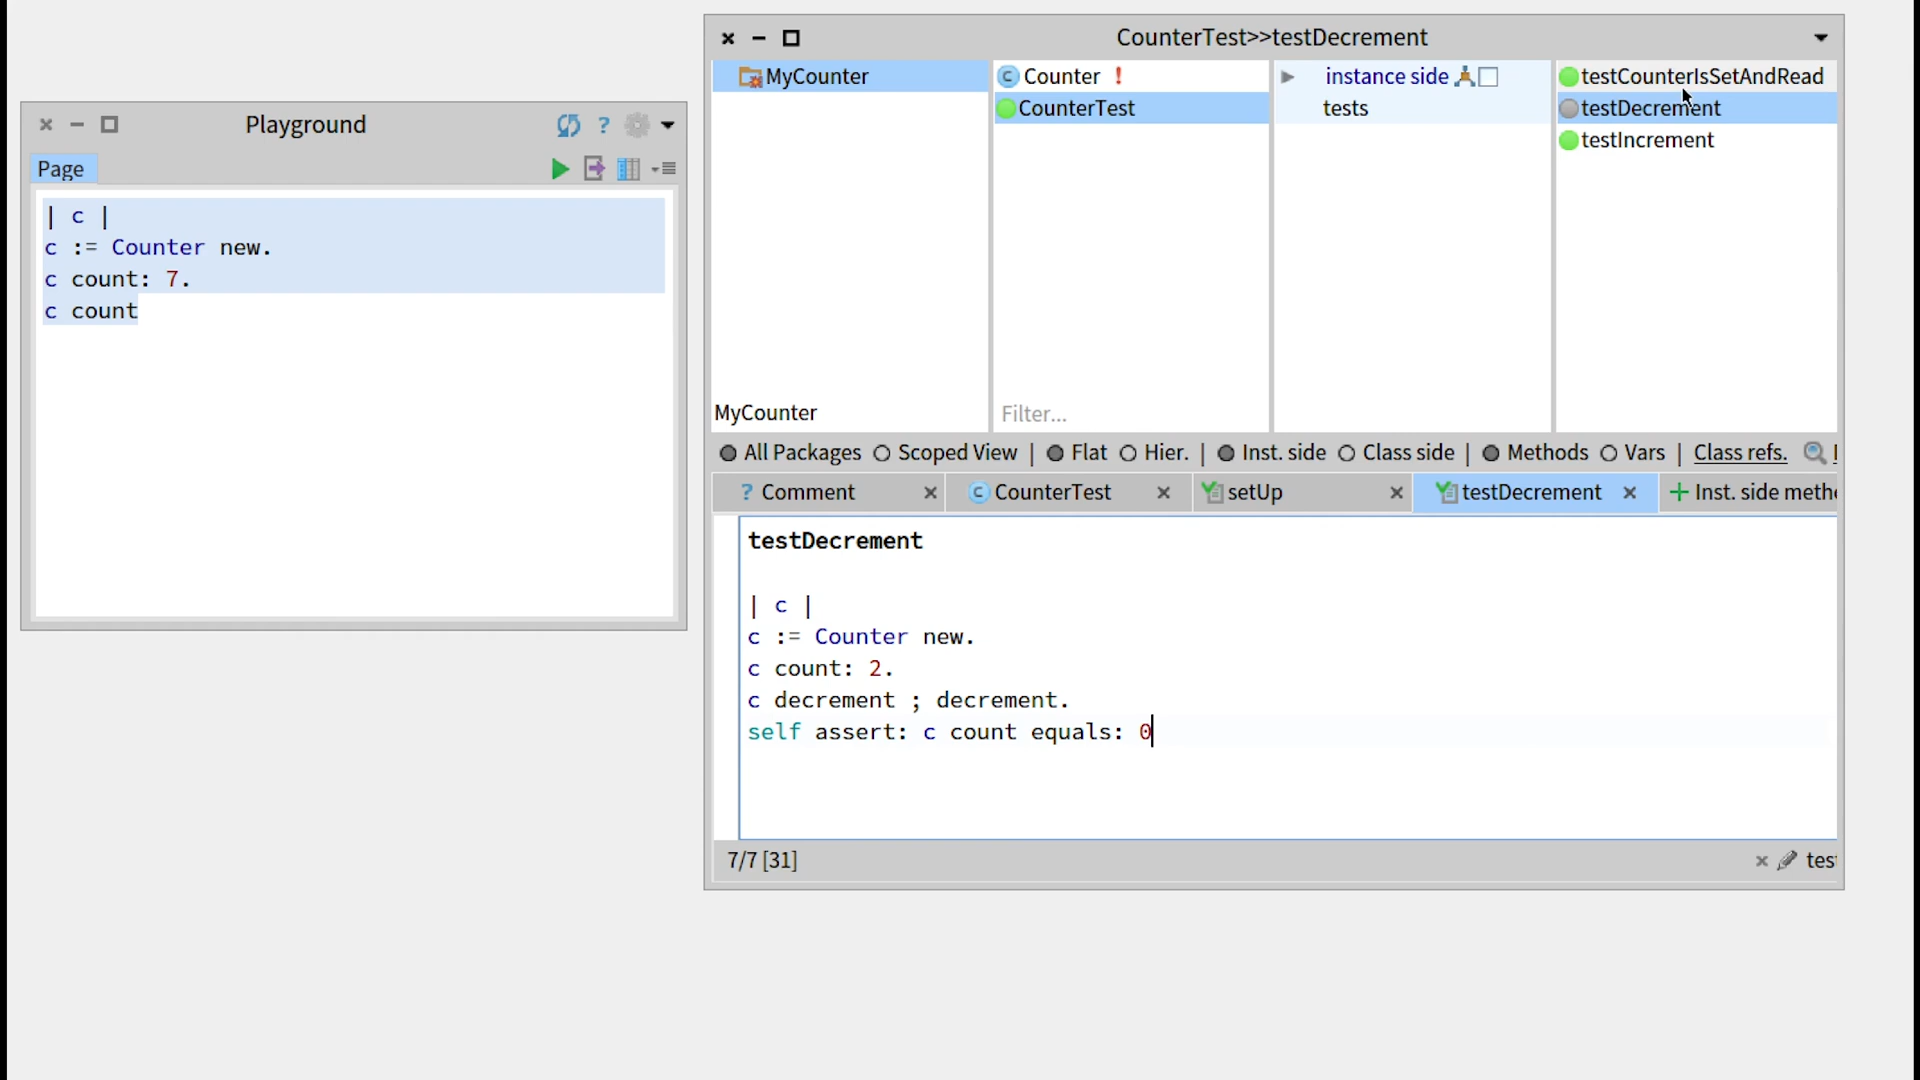 Playground
?
Page
| c |
c := Counter new.
c count: 7.
c count
CounterTest>>testDecrement
MyCounter
MyCounter
C Counter !
CounterTest
Filter...
instance side
tests
testCounterIsSetAndRead
testDecrement
testIncrement
All Packages Scoped View | Flat Hier. | Inst. side Class side | Methods Vars | Class refs.
? Comment × C CounterTest × setUp × testDecrement × + Inst. side meth
testDecrement
| c |
c := Counter new.
c count: 2.
c decrement ; decrement.
self assert: c count equals: 0
7/7 [31]
× tes